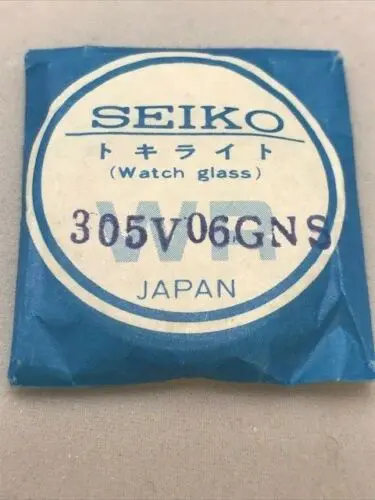 SEIKO
トキライト
(Watch glass)
305V06GNS
WR
JAPAN